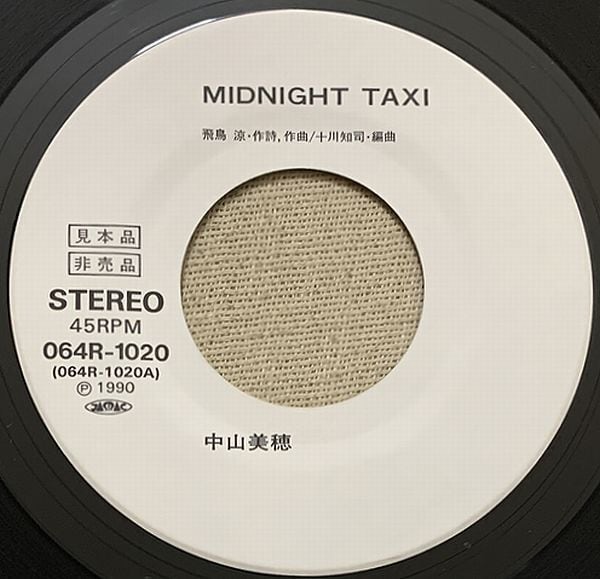 MIDNIGHT TAXI
飛鳥 涼・作詩, 作曲/十川知司・編曲
見本品
非売品
STEREO
45RPM
064R-1020
(064R-1020A)
Ⓟ 1990
JASRAC
中山美穂